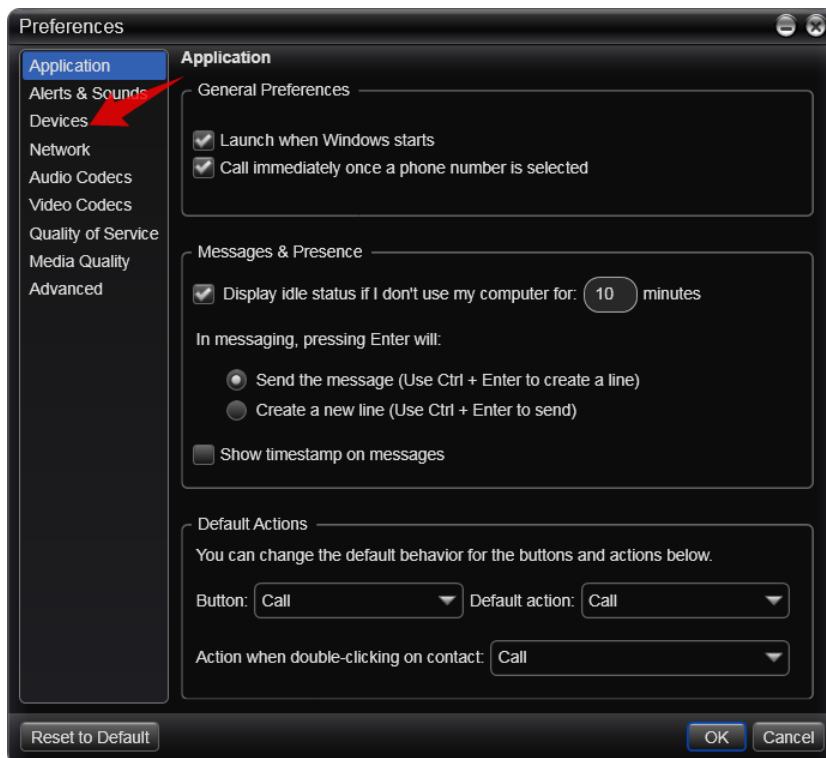 Preferences
Application
Alerts & Sounds
Devices
Network
Audio Codecs
Video Codecs
Quality of Service
Media Quality
Advanced
Application
General Preferences
Launch when Windows starts
Call immediately once a phone number is selected
Messages & Presence
Display idle status if I don't use my computer for: 10 minutes
In messaging, pressing Enter will:
Send the message (Use Ctrl + Enter to create a line)
Create a new line (Use Ctrl + Enter to send)
Show timestamp on messages
Default Actions
You can change the default behavior for the buttons and actions below.
Button: Call Default action: Call
Action when double-clicking on contact: Call
Reset to Default OK Cancel